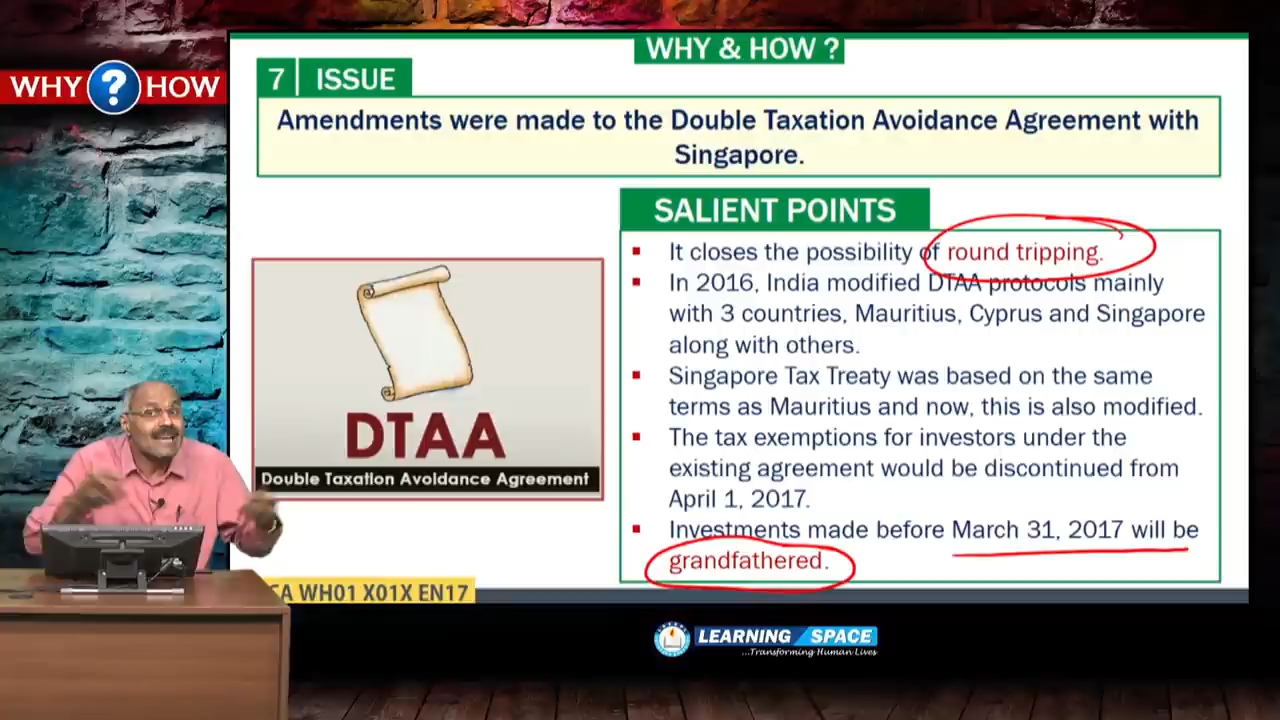 WHY ? HOW
WHY & HOW ?
7 ISSUE
Amendments were made to the Double Taxation Avoidance Agreement with
Singapore.
SALIENT POINTS
▪ It closes the possibility of round tripping.
▪ In 2016, India modified DTAA protocols mainly
with 3 countries, Mauritius, Cyprus and Singapore
along with others.
▪ Singapore Tax Treaty was based on the same
terms as Mauritius and now, this is also modified.
▪ The tax exemptions for investors under the
existing agreement would be discontinued from
April 1, 2017.
▪ Investments made before March 31, 2017 will be
grandfathered.
DTAA
Double Taxation Avoidance Agreement
WH01 X01X EN17
LEARNING SPACE
...Transforming Human Lives